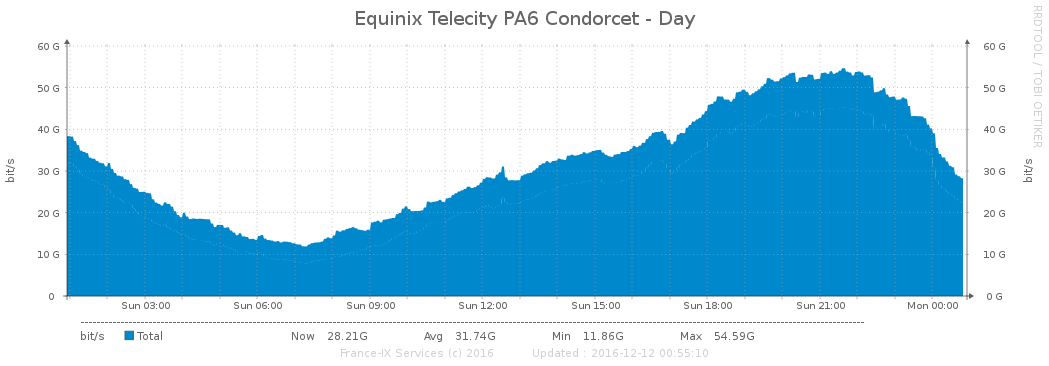 Equinix Telecity PA6 Condorcet - Day
RRDTOOL / TOBI OETIKER
60 G 60 G
50 G 50 G
40 G 40 G
30 G 30 G
20 G 20 G
10 G 10 G
0 0 G
bit/s
bit/s
Sun 03:00 Sun 06:00 Sun 09:00 Sun 12:00 Sun 15:00 Sun 18:00 Sun 21:00 Mon 00:00
bit/s Total Now 28.21G Avg 31.74G Min 11.86G Max 54.59G
France-IX Services (c) 2016 Updated : 2016-12-12 00:55:10